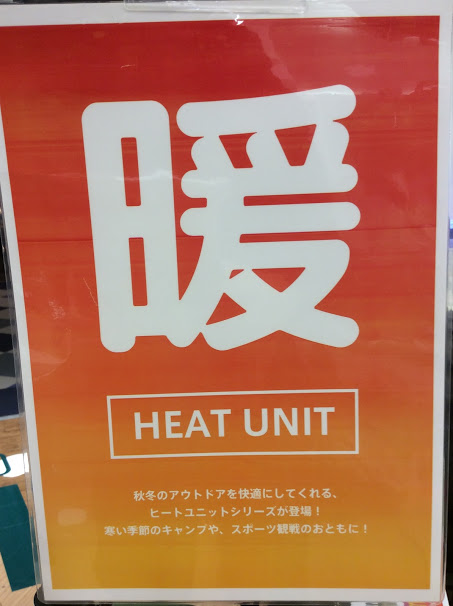 暖
HEAT UNIT
秋冬のアウトドアを快適にしてくれる、
ヒートユニットシリーズが登場！
寒い季節のキャンプや、スポーツ観戦のおともに！